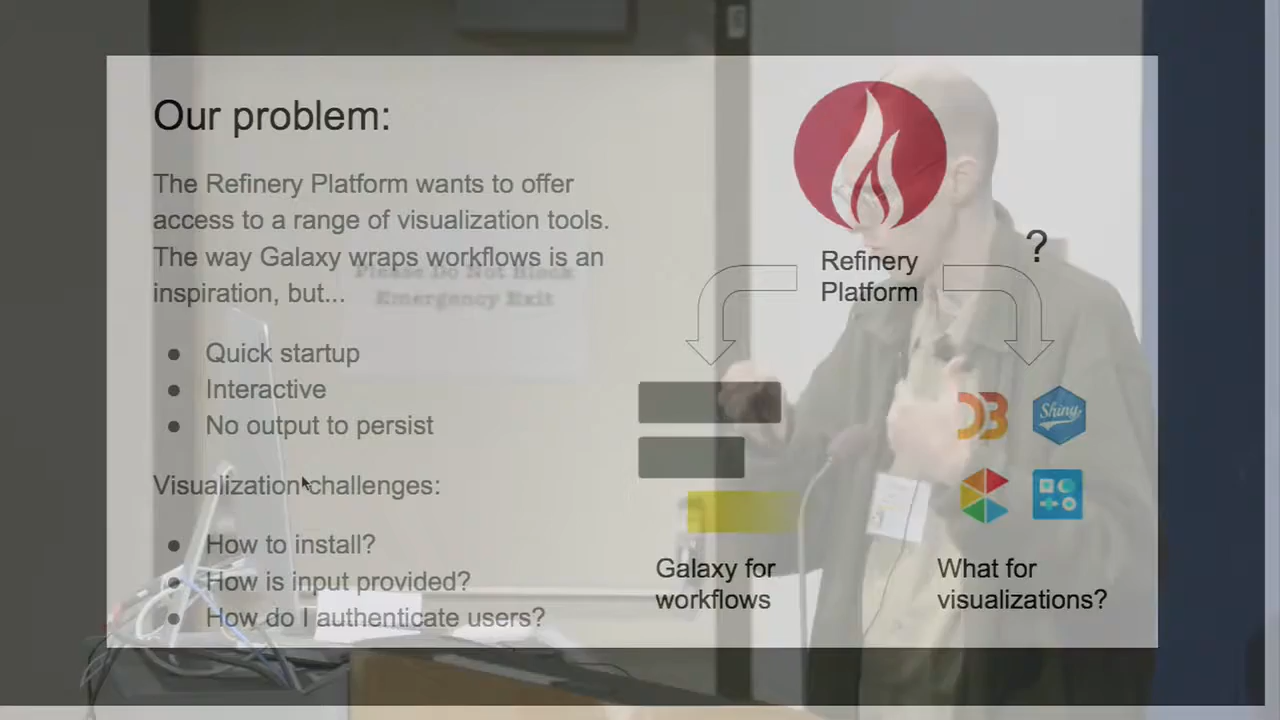 Our problem:
The Refinery Platform wants to offer
access to a range of visualization tools.
The way Galaxy wraps workflows is an
inspiration, but...
● Quick startup
● Interactive
● No output to persist
Visualization challenges:
● How to install?
● How is input provided?
● How do I authenticate users?
Please Do Not Block
Emergency Exit
?
Refinery
Platform
D3
Shiny
Galaxy for
workflows
What for
visualizations?